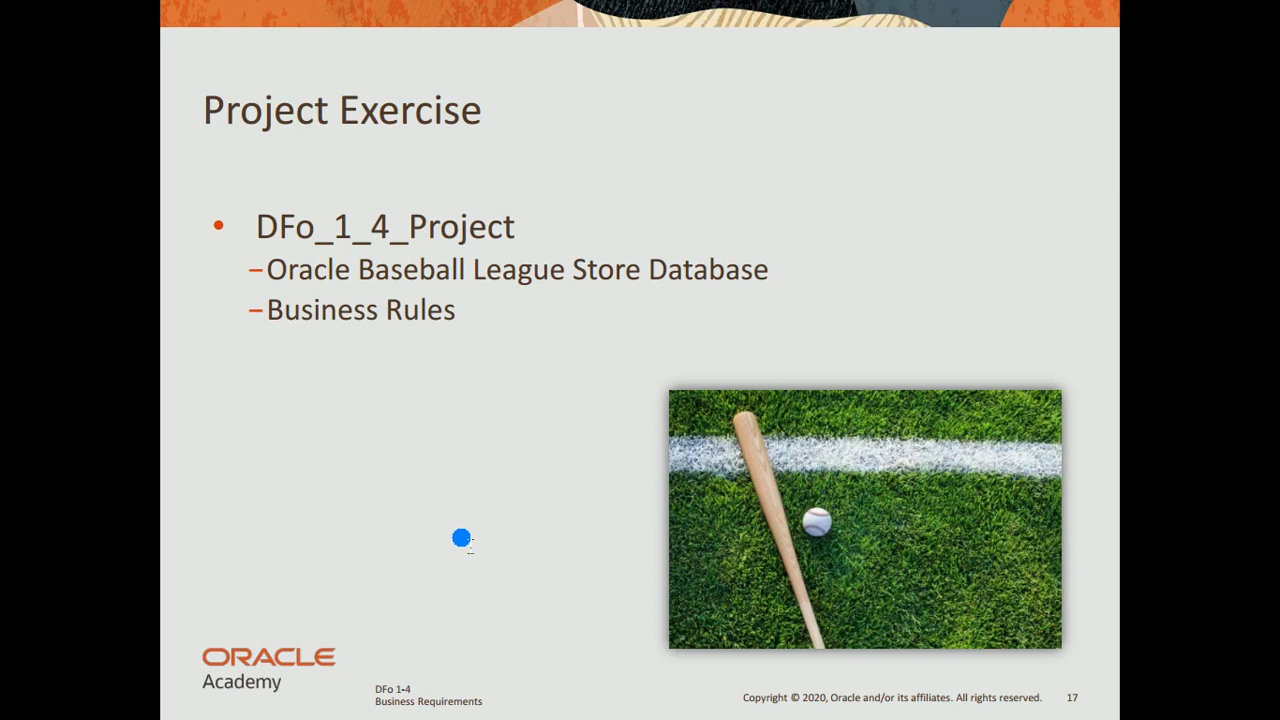 Project Exercise
• DFo_1_4_Project
–Oracle Baseball League Store Database
–Business Rules
ORACLE
Academy
DFo 1-4
Business Requirements
Copyright © 2020, Oracle and/or its affiliates. All rights reserved. 17